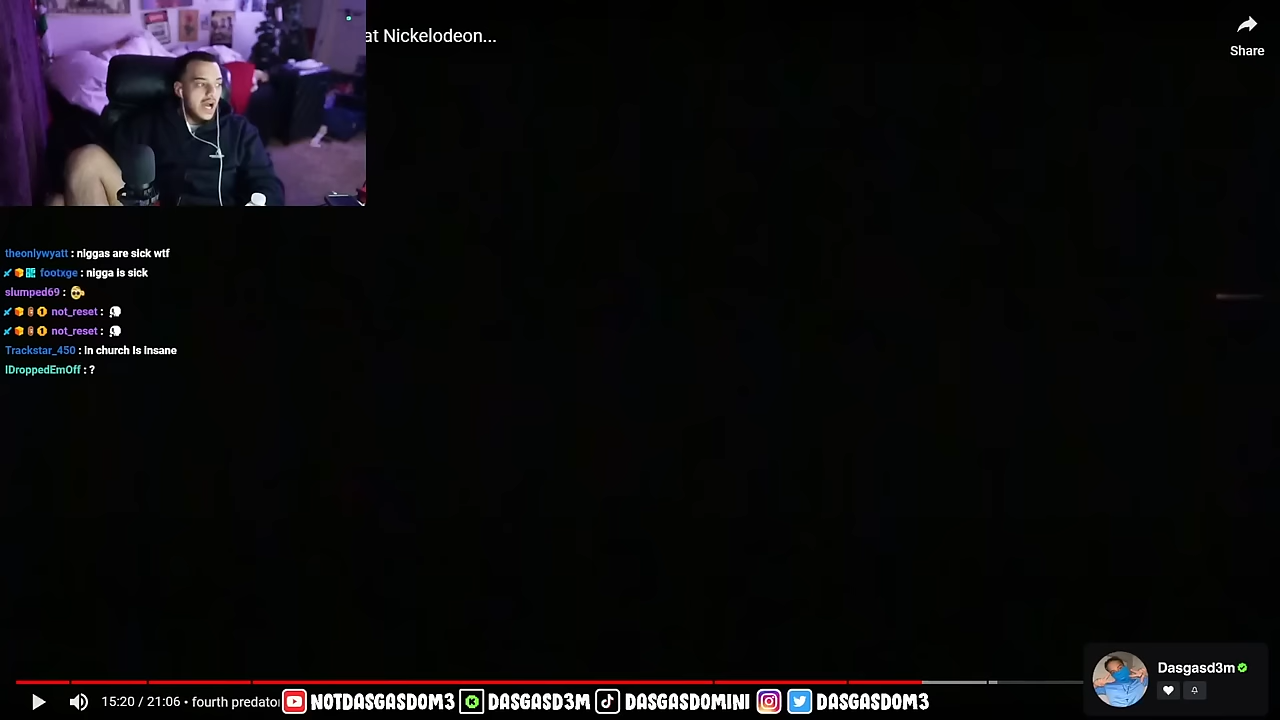 at Nickelodeon...
Share
theonlywyatt : niggas are sick wtf
footxge : nigga is sick
slumped69 :
not_reset :
not_reset :
Trackstar_450 : in church is insane
IDroppedEmOff : ?
Dasgasd3m
15:20 / 21:06 • fourth predato
NOTDASGASDOM3 DASGASD3M DASGASDOMINI DASGASDOM3